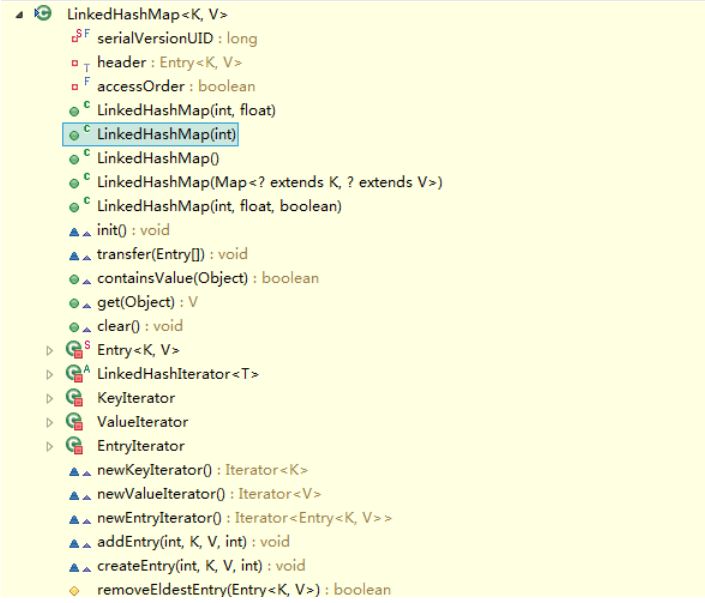 LinkedHashMap<K, V>
S F serialVersionUID : long
T header : Entry<K, V>
F accessOrder : boolean
C LinkedHashMap(int, float)
C LinkedHashMap(int)
C LinkedHashMap()
C LinkedHashMap(Map<? extends K, ? extends V>)
C LinkedHashMap(int, float, boolean)
init() : void
transfer(Entry[]) : void
containsValue(Object) : boolean
get(Object) : V
clear() : void
S Entry<K, V>
A LinkedHashIterator<T>
KeyIterator
ValueIterator
EntryIterator
newKeyIterator() : Iterator<K>
newValueIterator() : Iterator<V>
newEntryIterator() : Iterator<Entry<K, V>>
addEntry(int, K, V, int) : void
createEntry(int, K, V, int) : void
removeEldestEntry(Entry<K, V>) : boolean